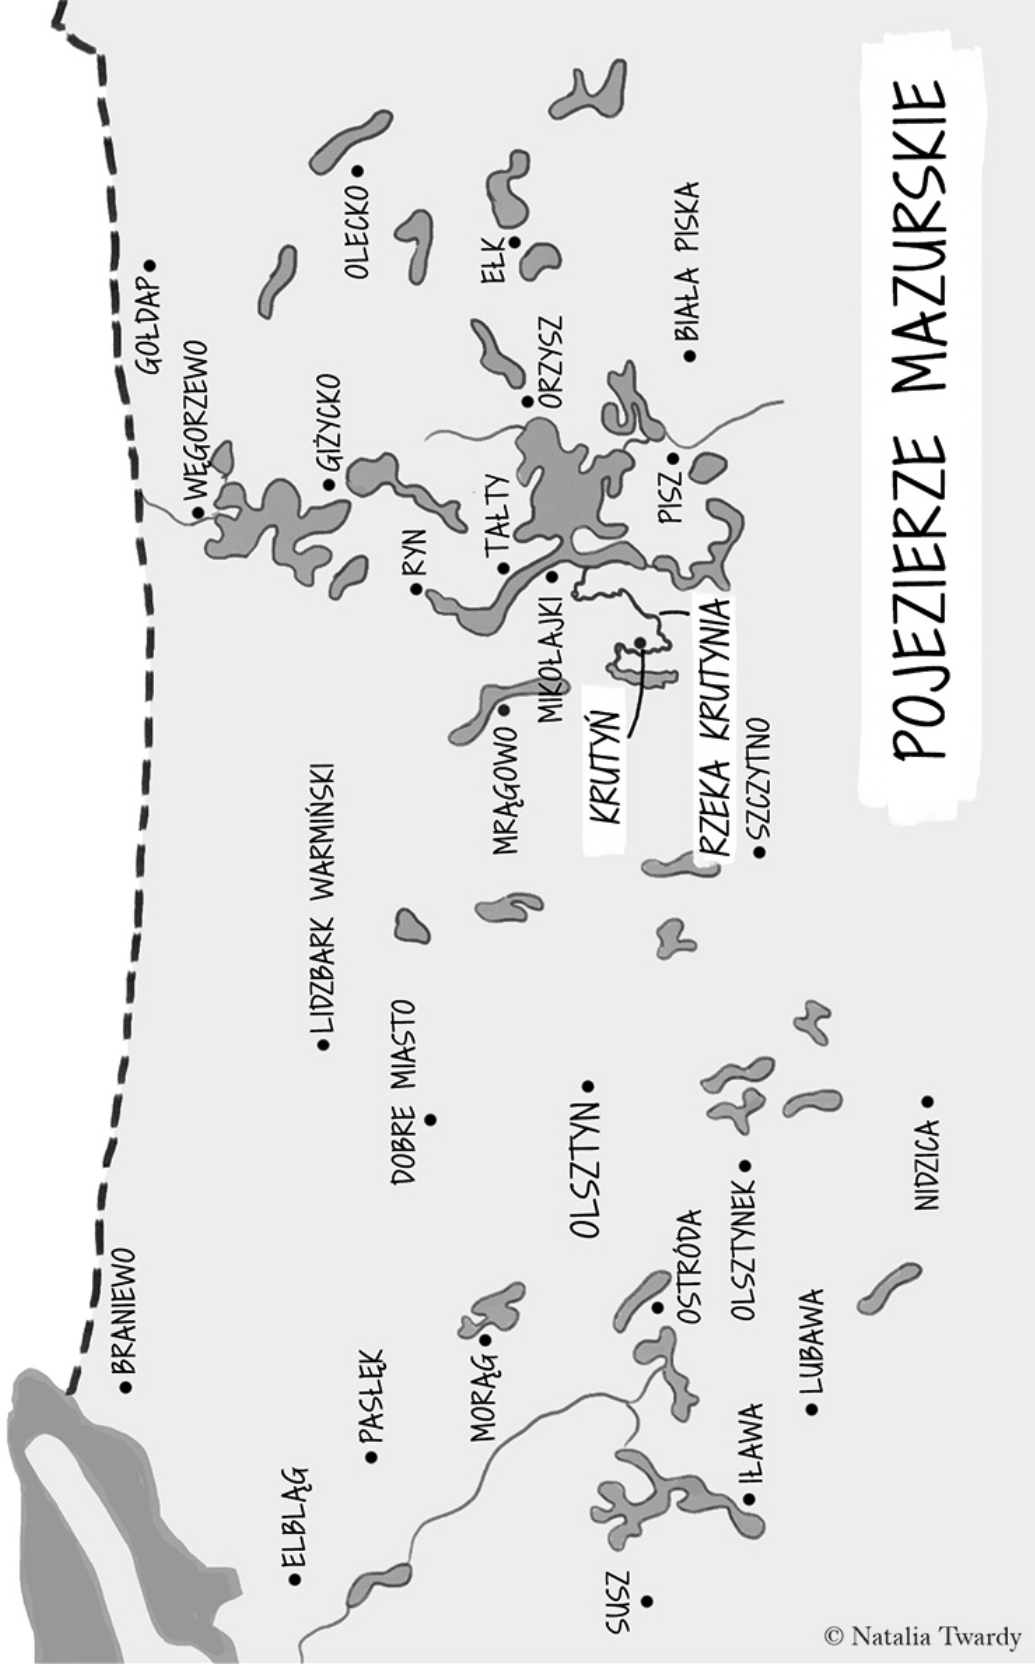 GOŁDAP
WĘGORZEWO
GIŻYCKO
OLECKO
EŁK
ORZYSZ
BIAŁA PISKA
PISZ
TAŁTY
RYN
MIKOŁAJKI
MRĄGOWO
KRUTYŃ
RZEKA KRUTYNIA
SZCZYTNO
LIDZBARK WARMIŃSKI
DOBRE MIASTO
OLSZTYN
OLSZTYNEK
NIDZICA
OSTRÓDA
LUBAWA
IŁAWA
SUSZ
MORĄG
PASŁĘK
ELBLĄG
BRANIEWO
POJEZIERZE MAZURSKIE
© Natalia Twardy